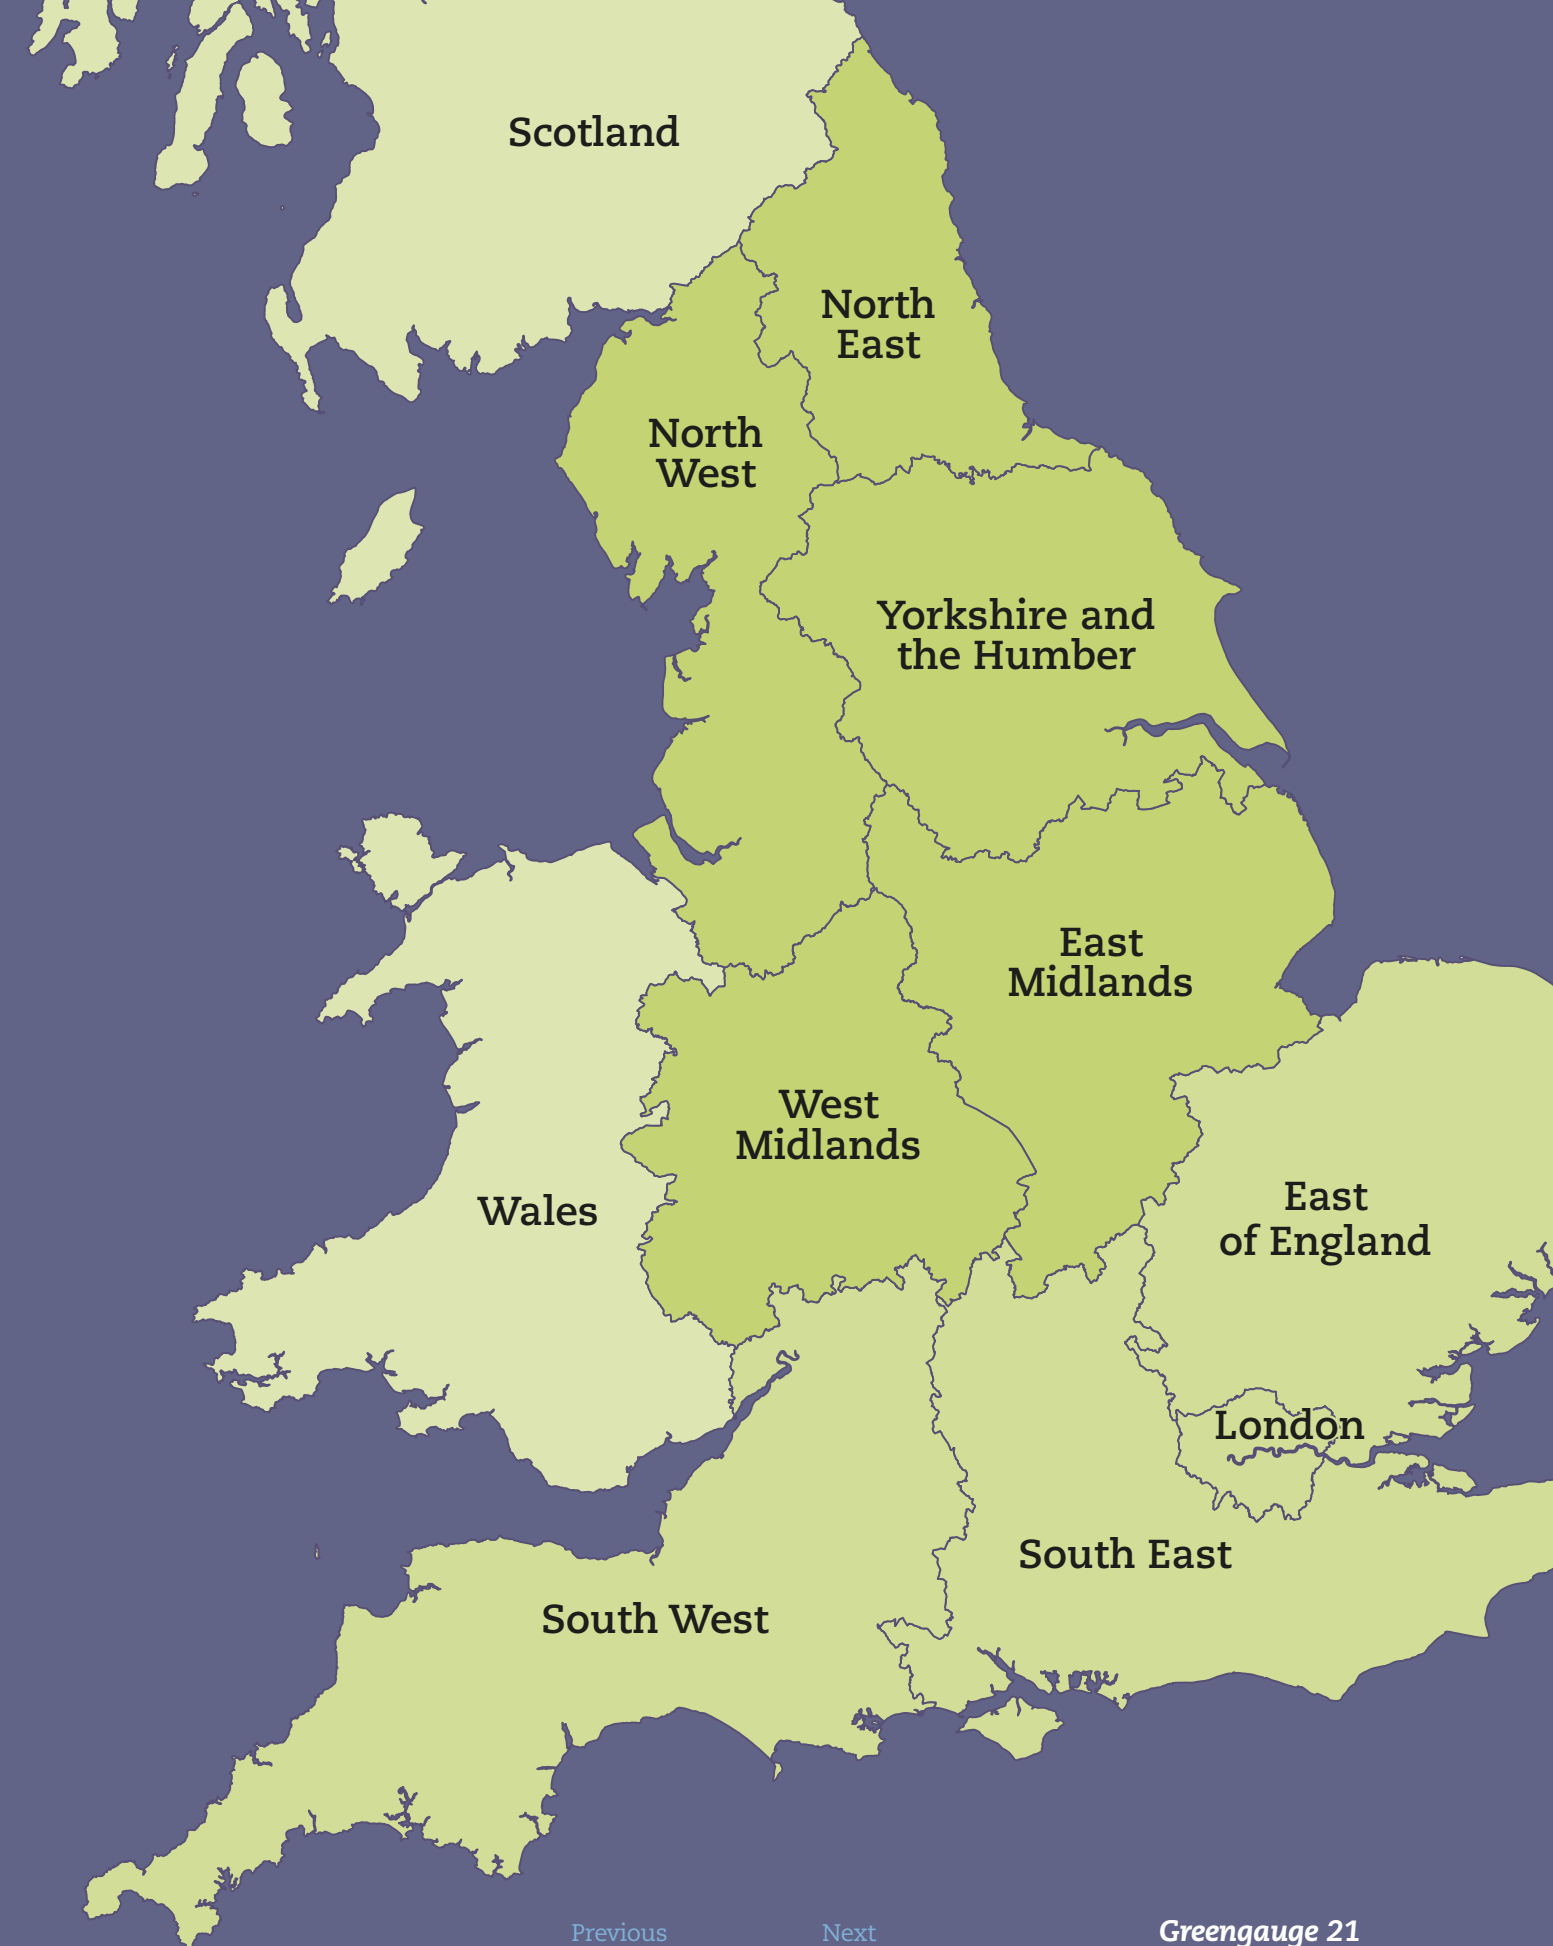 Scotland
North
East
North
West
Yorkshire and
the Humber
East
Midlands
West
Midlands
Wales
East
of England
London
South East
South West
Previous
Next
Greengauge 21